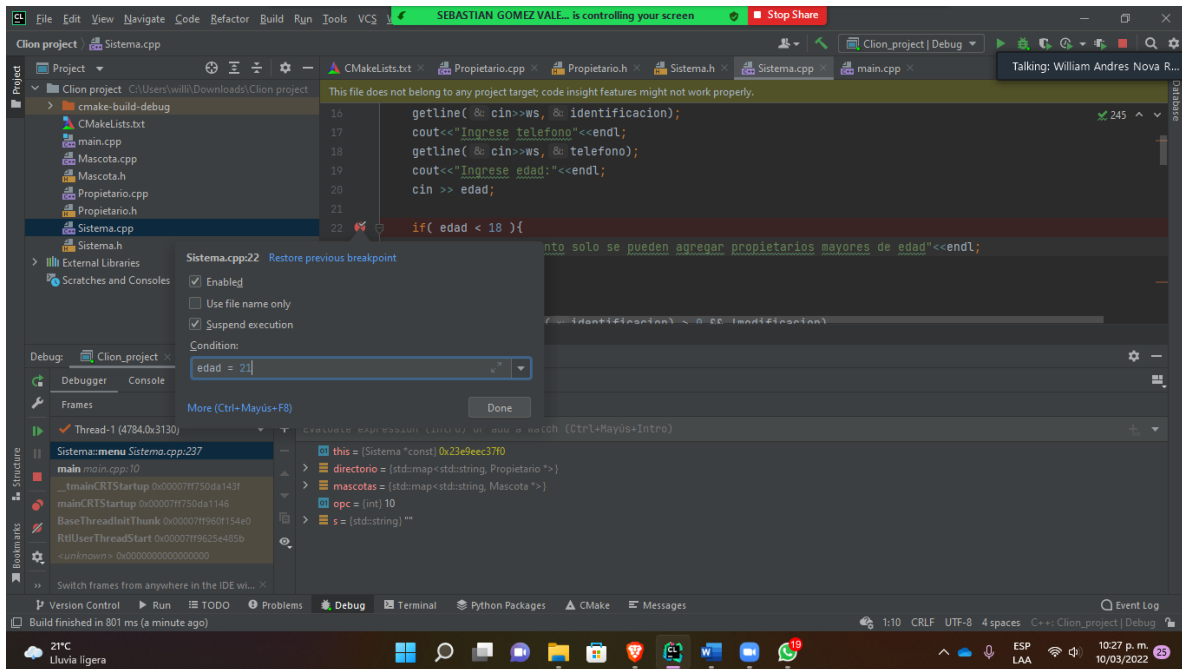 CL File Edit View Navigate Code Refactor Build Run Tools VCS SEBASTIAN GOMEZ VALE... is controlling your screen Stop Share
Clion project Sistema.cpp Clion_project | Debug
Talking: William Andres Nova R...
Project
CMakeLists.txt Propietario.cpp Propietario.h Sistema.h Sistema.cpp main.cpp
Project
Database
Clion project C:\Users\willi\Downloads\Clion project
This file does not belong to any project target; code insight features might not work properly.
cmake-build-debug
CMakeLists.txt
main.cpp
Mascota.cpp
Mascota.h
Propietario.cpp
Propietario.h
Sistema.cpp
Sistema.h
External Libraries
Scratches and Consoles
245
16 getline( &: cin>>ws, &: identificacion);
17 cout<<"Ingrese telefono"<<endl;
18 getline( &: cin>>ws, &: telefono);
19 cout<<"Ingrese edad:"<<endl;
20 cin >> edad;
21
22 if( edad < 18 ){
nto solo se pueden agregar propietarios mayores de edad"<<endl;
identificacion) > 0 && !modificacion)
Sistema.cpp:22 Restore previous breakpoint
Enabled
Use file name only
Suspend execution
Condition:
edad = 21
More (Ctrl+Mayús+F8) Done
Debug: Clion_project
Debugger Console
Frames
Thread-1 (4784.0x3130)
Evaluate expression (Intro) or add a watch (Ctrl+Mayús+Intro)
Sistema::menu Sistema.cpp:237
main main.cpp:10
__tmainCRTStartup 0x00007ff750da143f
mainCRTStartup 0x00007ff750da1146
BaseThreadInitThunk 0x00007ff960f154e0
RtlUserThreadStart 0x00007ff9625e485b
<unknown> 0x0000000000000000
this = {Sistema *const} 0x23e9eec37f0
directorio = {std::map<std::string, Propietario *>}
mascotas = {std::map<std::string, Mascota *>}
opc = {int} 10
s = {std::string} ""
Switch frames from anywhere in the IDE wi...
Structure
Bookmarks
Version Control Run TODO Problems Debug Terminal Python Packages CMake Messages Event Log
Build finished in 801 ms (a minute ago) 1:10 CRLF UTF-8 4 spaces C++: Clion_project | Debug
21°C
Lluvia ligera
CL
W
19
ESP
LAA
10:27 p. m.
10/03/2022
25